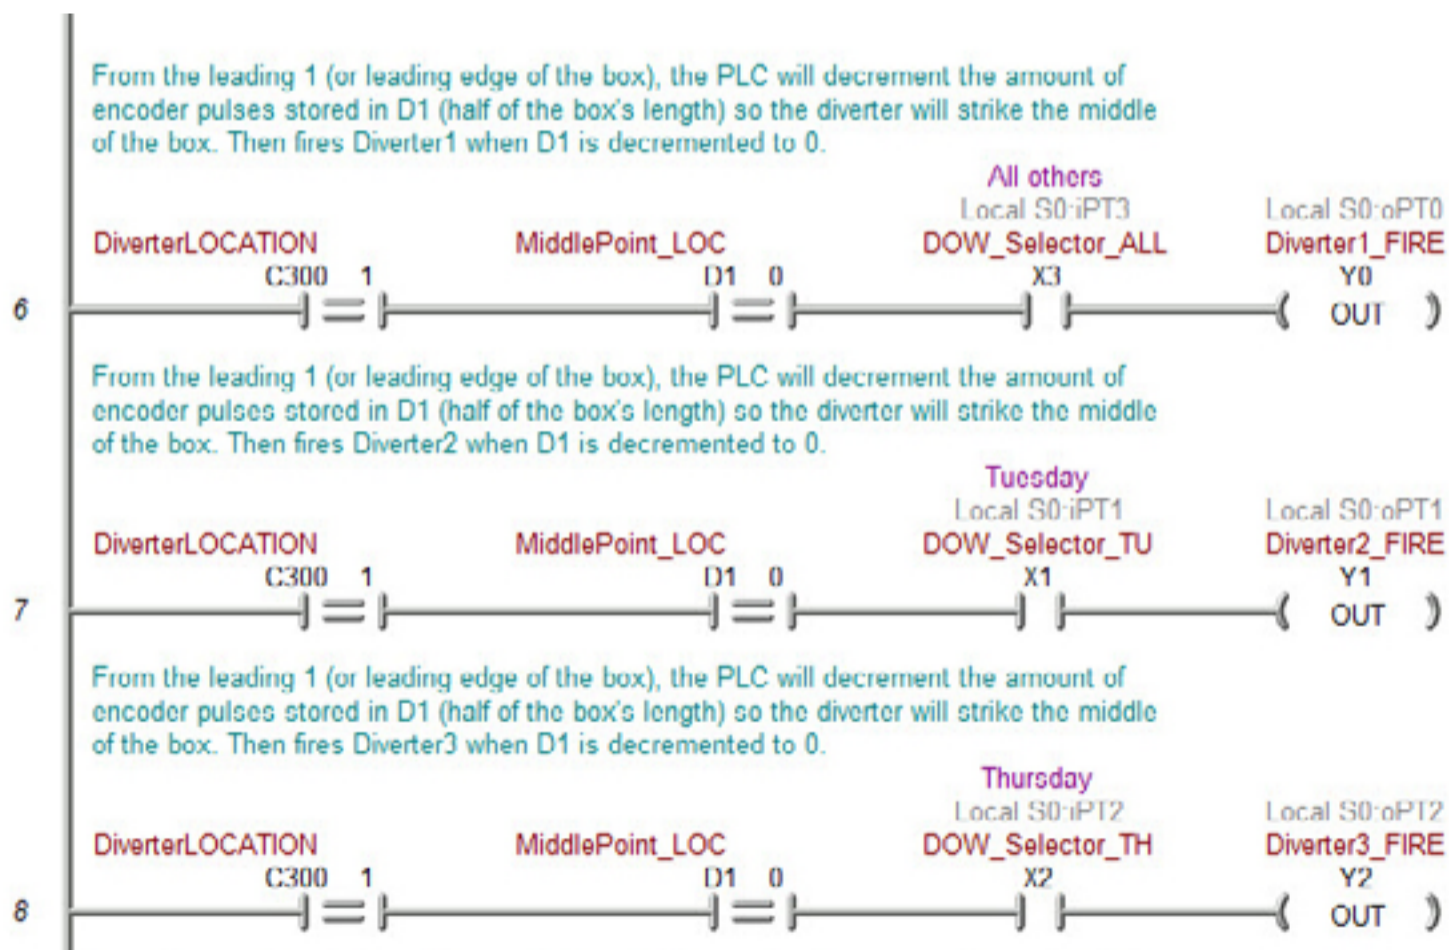 From the leading 1 (or leading edge of the box), the PLC will decrement the amount of
encoder pulses stored in D1 (half of the box's length) so the diverter will strike the middle
of the box. Then fires Diverter1 when D1 is decremented to 0.
All others
Local S0:iPT3 Local S0:oPT0
DiverterLOCATION MiddlePoint_LOC DOW_Selector_ALL Diverter1_FIRE
C300 1 D1 0 X3 Y0
6 OUT
From the leading 1 (or leading edge of the box), the PLC will decrement the amount of
encoder pulses stored in D1 (half of the box's length) so the diverter will strike the middle
of the box. Then fires Diverter2 when D1 is decremented to 0.
Tuesday
Local S0:iPT1 Local S0:oPT1
DiverterLOCATION MiddlePoint_LOC DOW_Selector_TU Diverter2_FIRE
C300 1 D1 0 X1 Y1
7 OUT
From the leading 1 (or leading edge of the box), the PLC will decrement the amount of
encoder pulses stored in D1 (half of the box's length) so the diverter will strike the middle
of the box. Then fires Diverter3 when D1 is decremented to 0.
Thursday
Local S0:iPT2 Local S0:oPT2
DiverterLOCATION MiddlePoint_LOC DOW_Selector_TH Diverter3_FIRE
C300 1 D1 0 X2 Y2
8 OUT